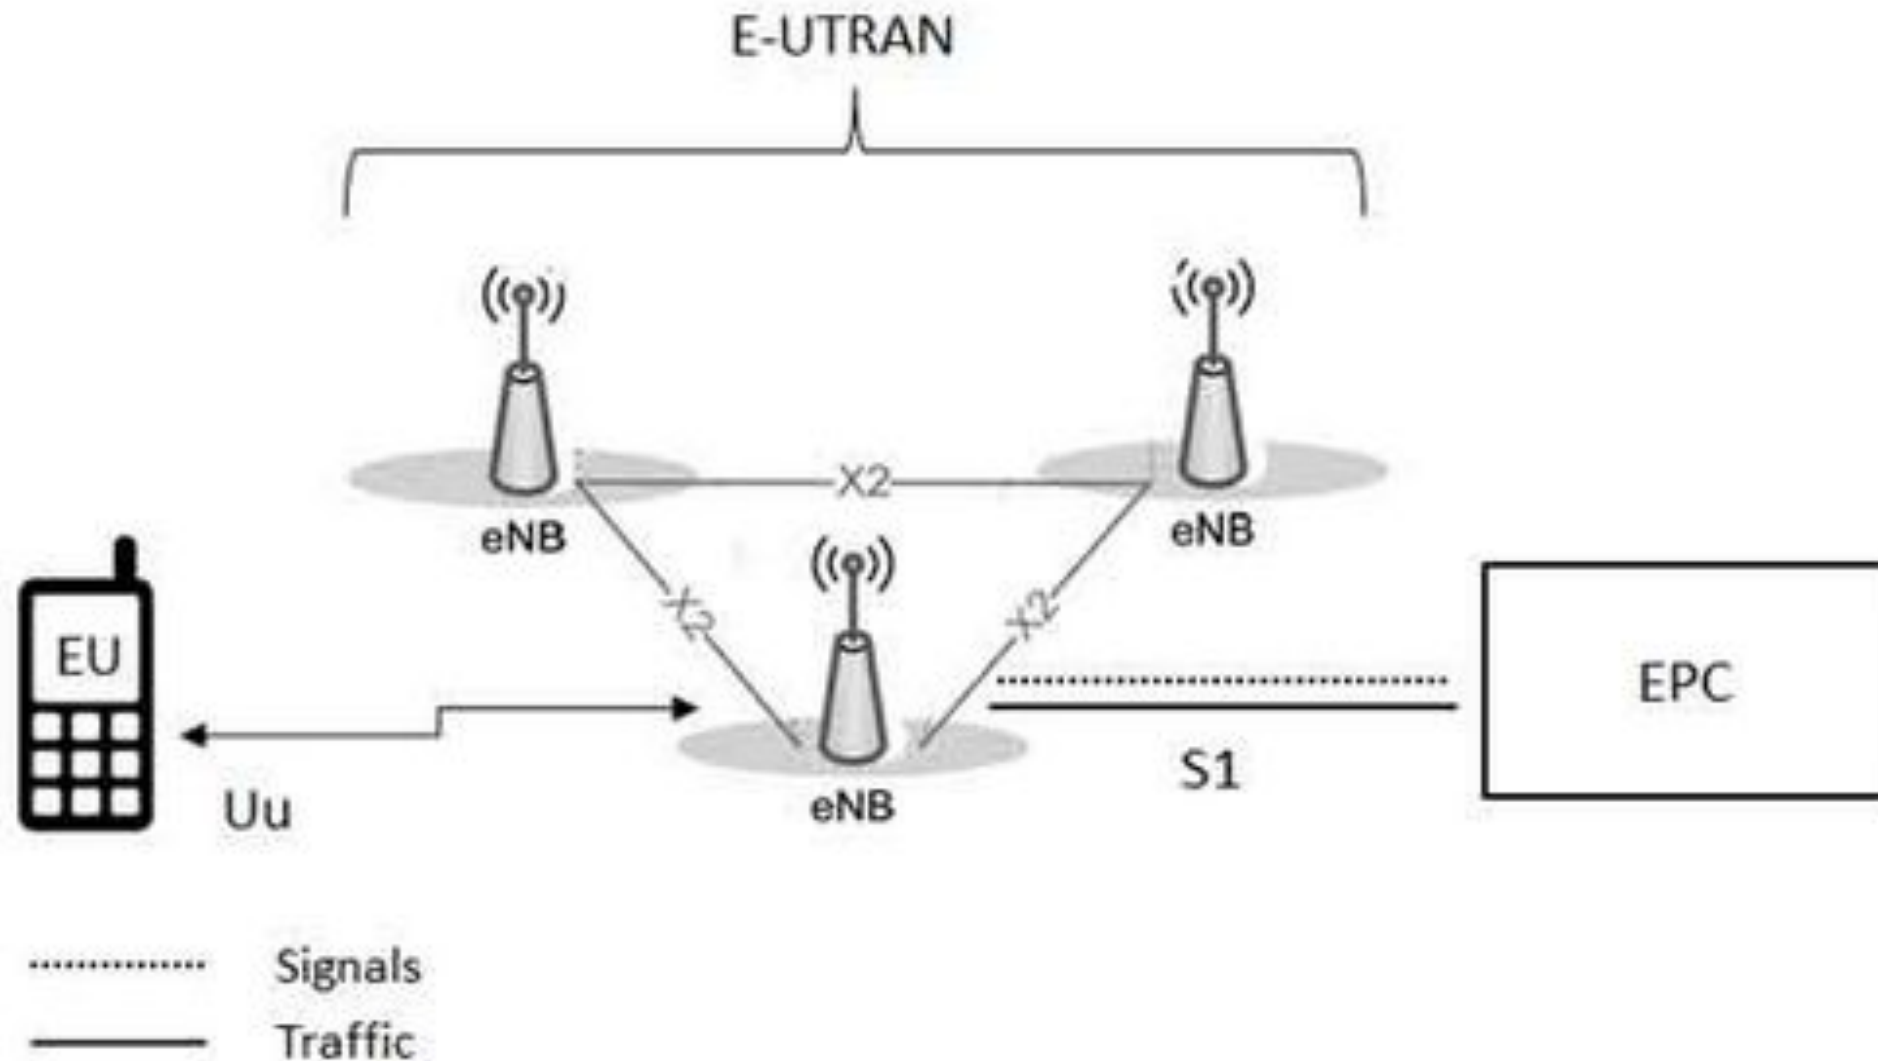 E-UTRAN
eNB
X2
eNB
X2
X2
EU
Uu
eNB
S1
EPC
Signals
Traffic